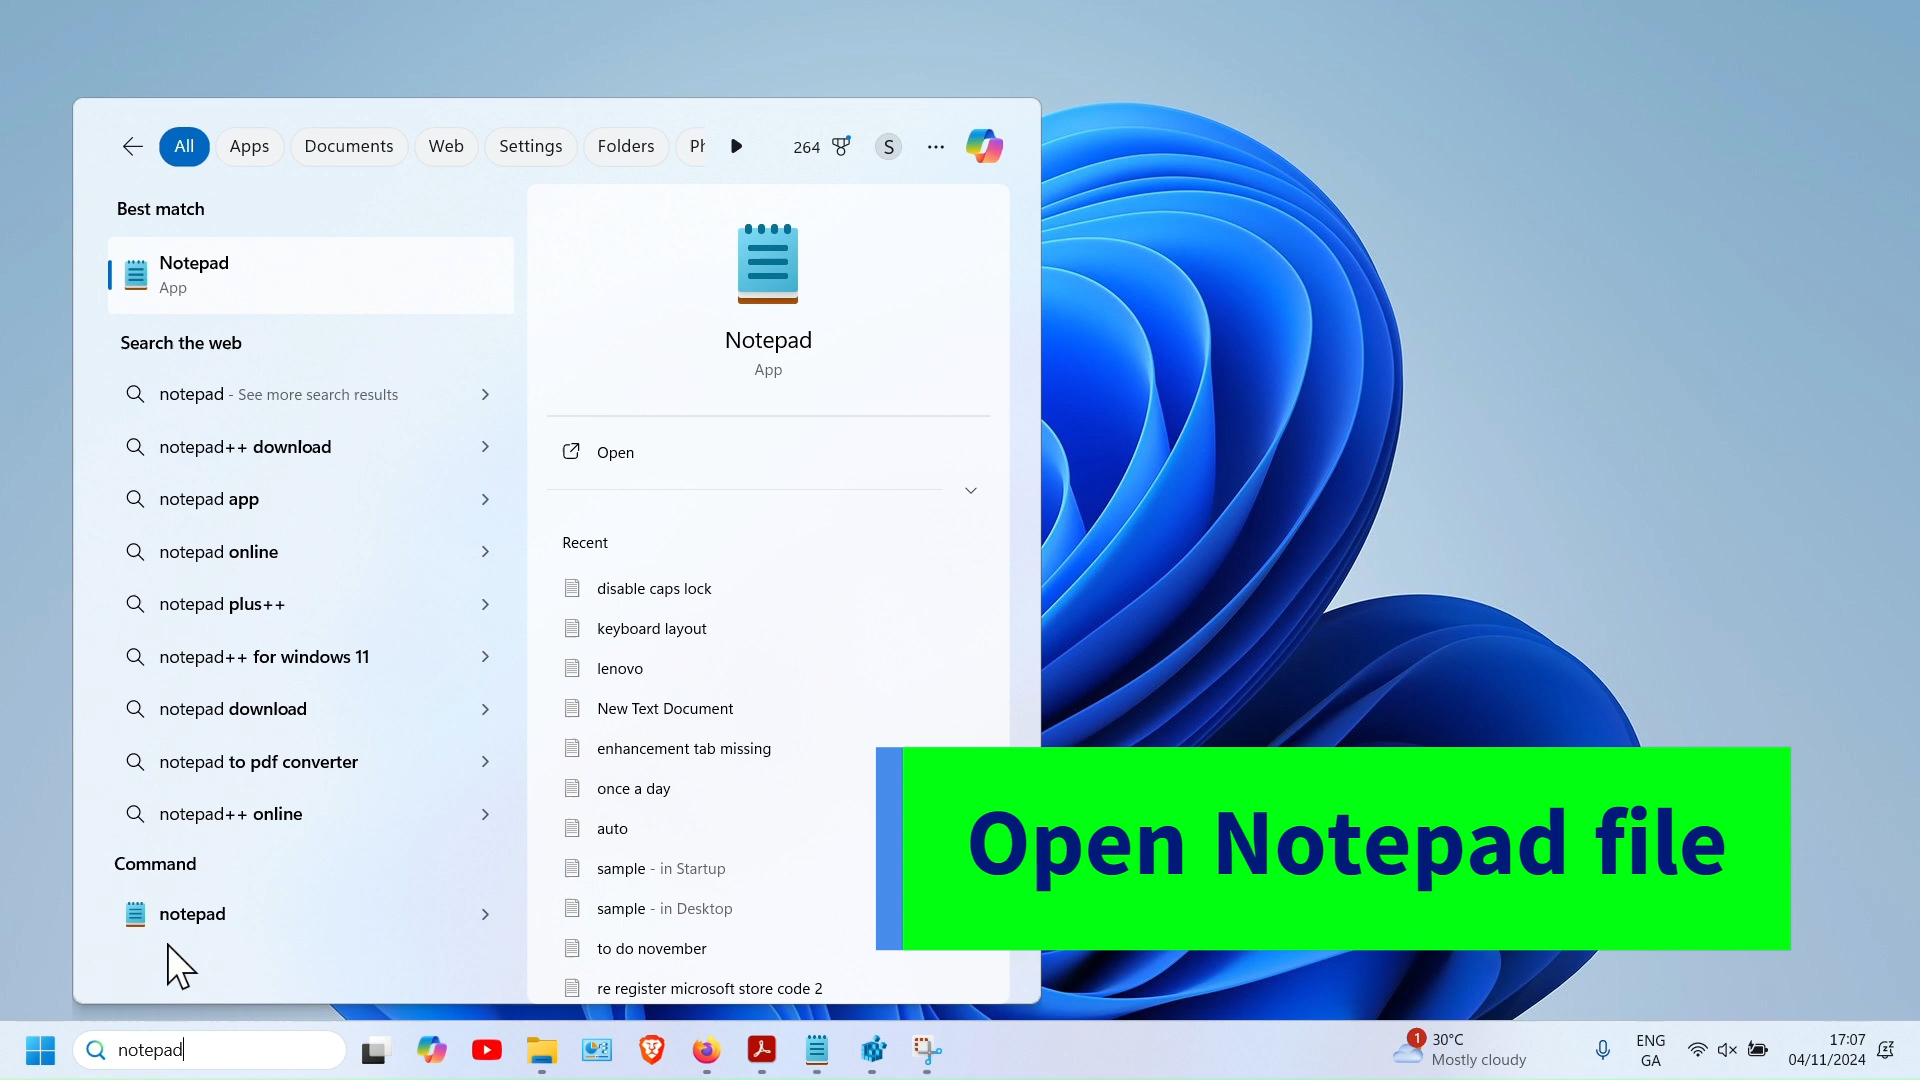 All
Apps
Documents
Web
Settings
Folders
Ph
264
S
Best match
Notepad
App
Search the web
notepad - See more search results
notepad++ download
notepad app
notepad online
notepad plus++
notepad++ for windows 11
notepad download
notepad to pdf converter
notepad++ online
Command
notepad
Notepad
App
Open
Recent
disable caps lock
keyboard layout
lenovo
New Text Document
enhancement tab missing
once a day
auto
sample - in Startup
sample - in Desktop
to do november
re register microsoft store code 2
Open Notepad file
notepad
1
30°C
Mostly cloudy
ENG
GA
17:07
04/11/2024